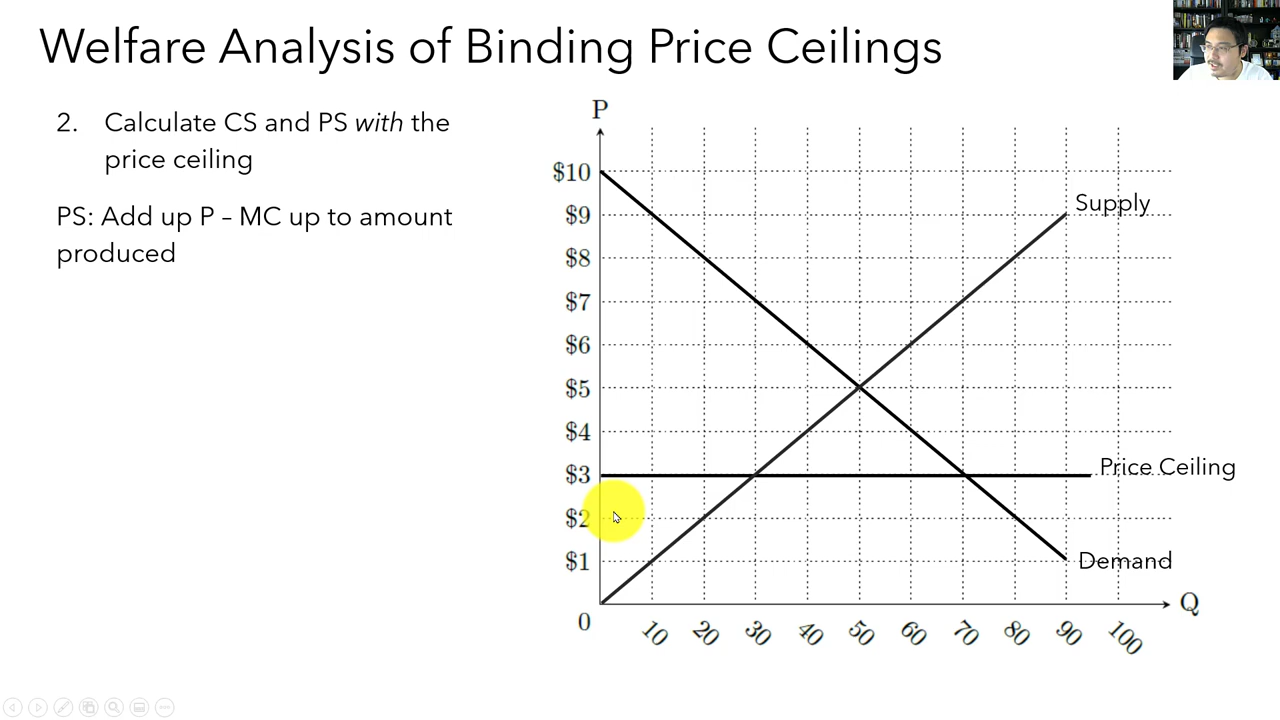 Welfare Analysis of Binding Price Ceilings
2. Calculate CS and PS with the
price ceiling
PS: Add up P – MC up to amount
produced
P
$10
$9
$8
$7
$6
$5
$4
$3
$2
$1
0
Supply
Price Ceiling
Demand
Q
10 20 30 40 50 60 70 80 90 100